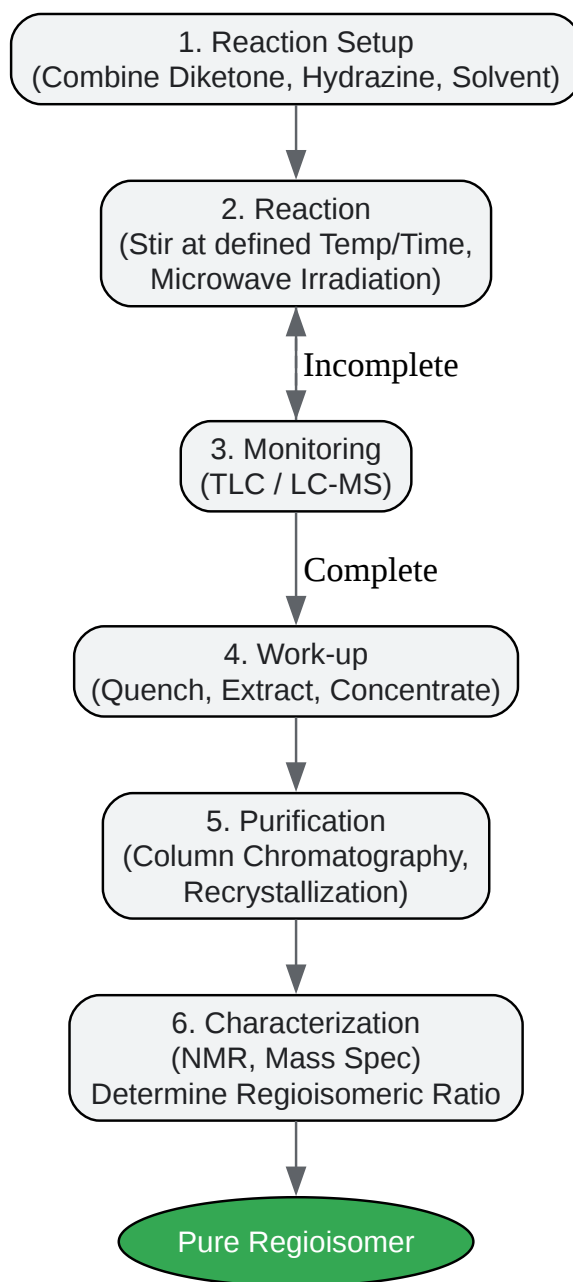 1. Reaction Setup
(Combine Diketone, Hydrazine, Solvent)
2. Reaction
(Stir at defined Temp/Time,
Microwave Irradiation)
Incomplete
3. Monitoring
(TLC / LC-MS)
Complete
4. Work-up
(Quench, Extract, Concentrate)
5. Purification
(Column Chromatography,
Recrystallization)
6. Characterization
(NMR, Mass Spec)
Determine Regioisomeric Ratio
Pure Regioisomer